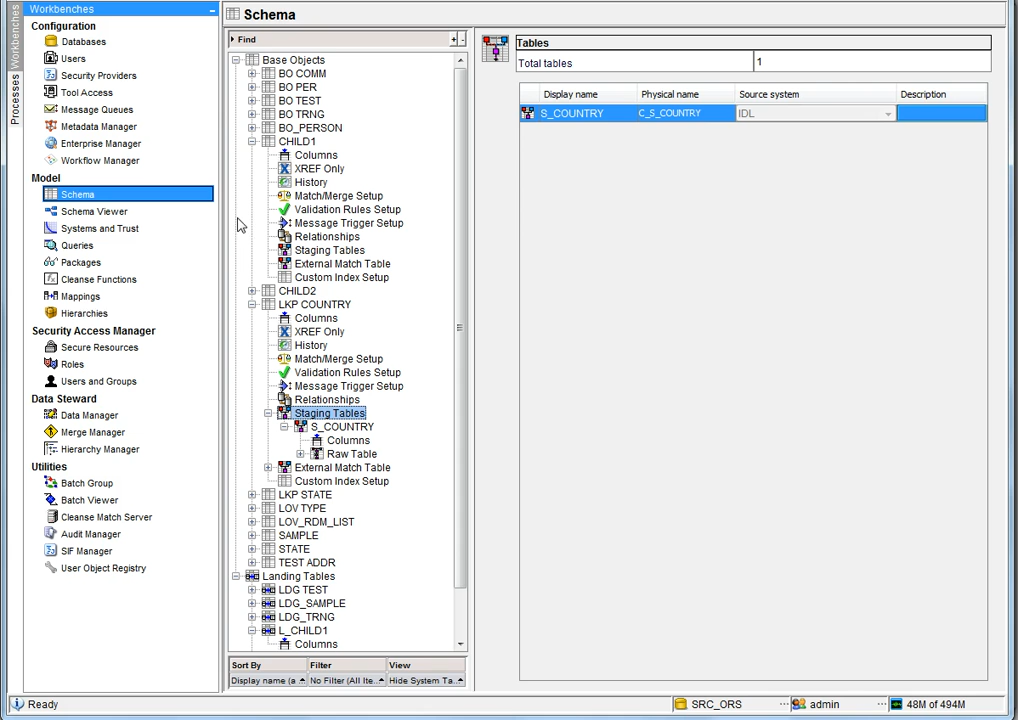 Workbenches
Processes
Workbenches
Configuration
Databases
Users
Security Providers
Tool Access
Message Queues
Metadata Manager
Enterprise Manager
Workflow Manager
Model
Schema
Schema Viewer
Systems and Trust
Queries
Packages
Cleanse Functions
Mappings
Hierarchies
Security Access Manager
Secure Resources
Roles
Users and Groups
Data Steward
Data Manager
Merge Manager
Hierarchy Manager
Utilities
Batch Group
Batch Viewer
Cleanse Match Server
Audit Manager
SIF Manager
User Object Registry
Schema
Find
Base Objects
BO COMM
BO PER
BO TEST
BO TRNG
BO_PERSON
CHILD1
Columns
XREF Only
History
Match/Merge Setup
Validation Rules Setup
Message Trigger Setup
Relationships
Staging Tables
External Match Table
Custom Index Setup
CHILD2
LKP COUNTRY
Columns
XREF Only
History
Match/Merge Setup
Validation Rules Setup
Message Trigger Setup
Relationships
Staging Tables
S_COUNTRY
Columns
Raw Table
External Match Table
Custom Index Setup
LKP STATE
LOV TYPE
LOV_RDM_LIST
SAMPLE
STATE
TEST ADDR
Landing Tables
LDG TEST
LDG_SAMPLE
LDG_TRNG
L_CHILD1
Columns
Sort By Filter View
Display name (a No Filter (All Ite.. Hide System Ta..
Tables
Total tables 1
Display name Physical name Source system Description
S_COUNTRY C_S_COUNTRY IDL
Ready SRC_ORS admin 48M of 494M